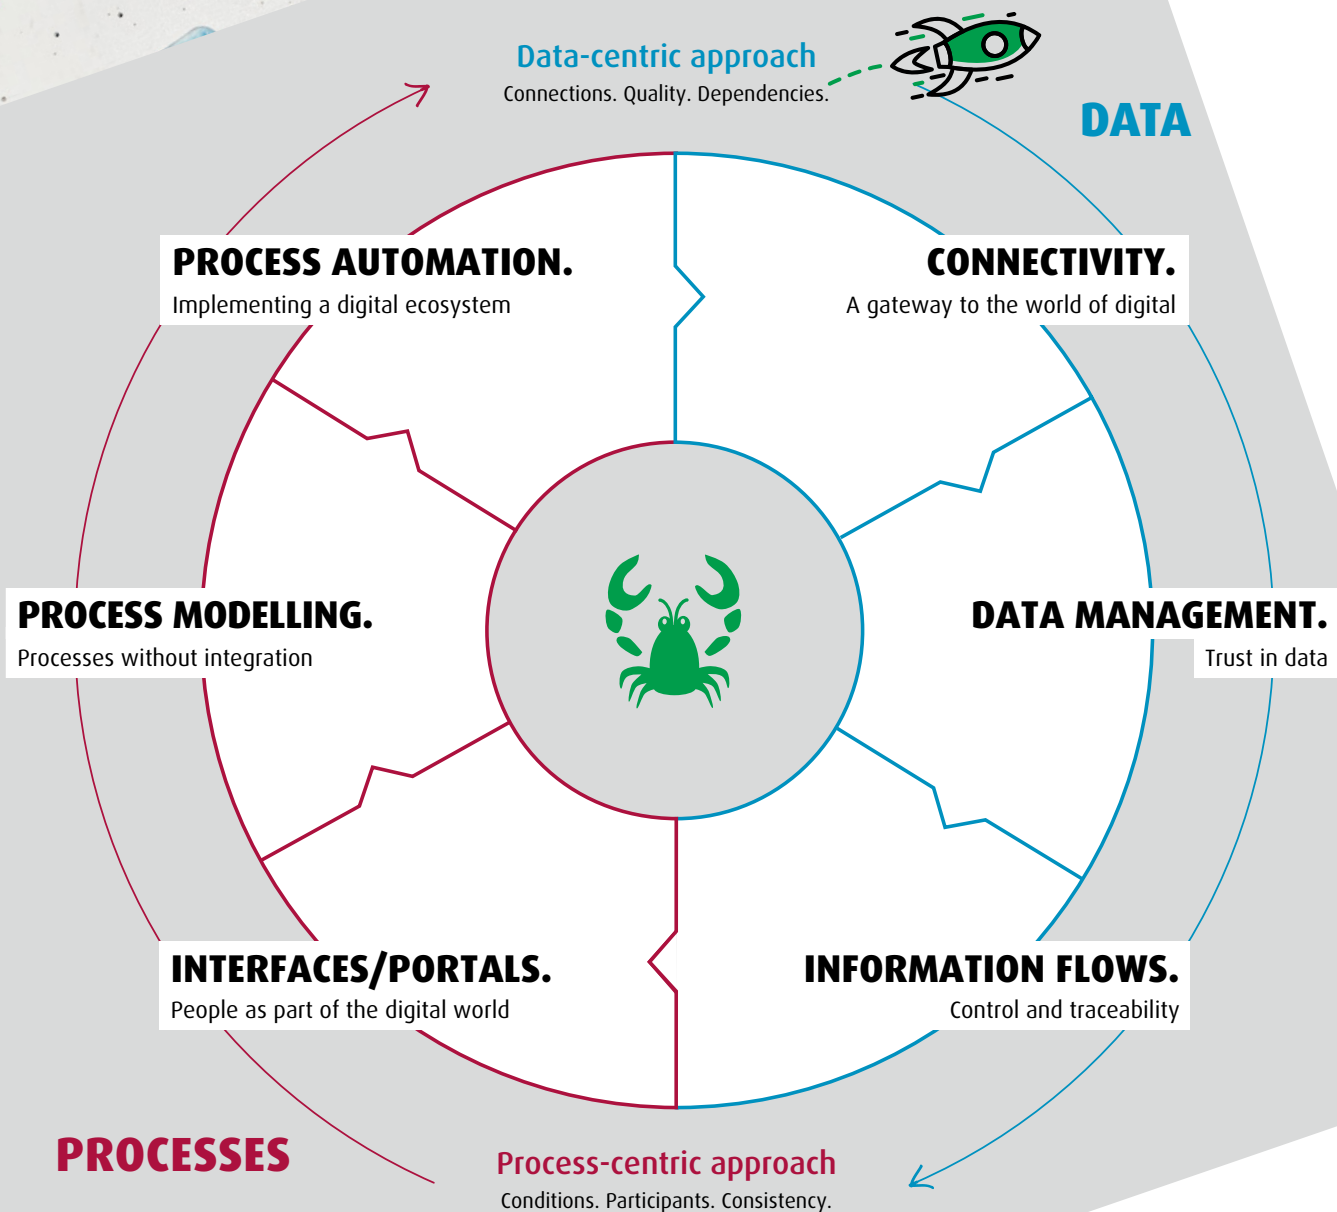 Data-centric approach
Connections. Quality. Dependencies.
DATA
PROCESS AUTOMATION.
Implementing a digital ecosystem
CONNECTIVITY.
A gateway to the world of digital
PROCESS MODELLING.
Processes without integration
DATA MANAGEMENT.
Trust in data
INTERFACES/PORTALS.
People as part of the digital world
INFORMATION FLOWS.
Control and traceability
PROCESSES
Process-centric approach
Conditions. Participants. Consistency.